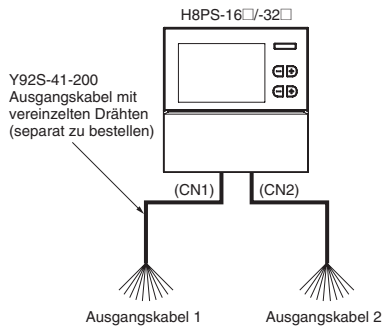 H8PS-16□/-32□
Y92S-41-200
Ausgangskabel mit
vereinzelten Drähten
(separat zu bestellen)
(CN1) (CN2)
Ausgangskabel 1 Ausgangskabel 2